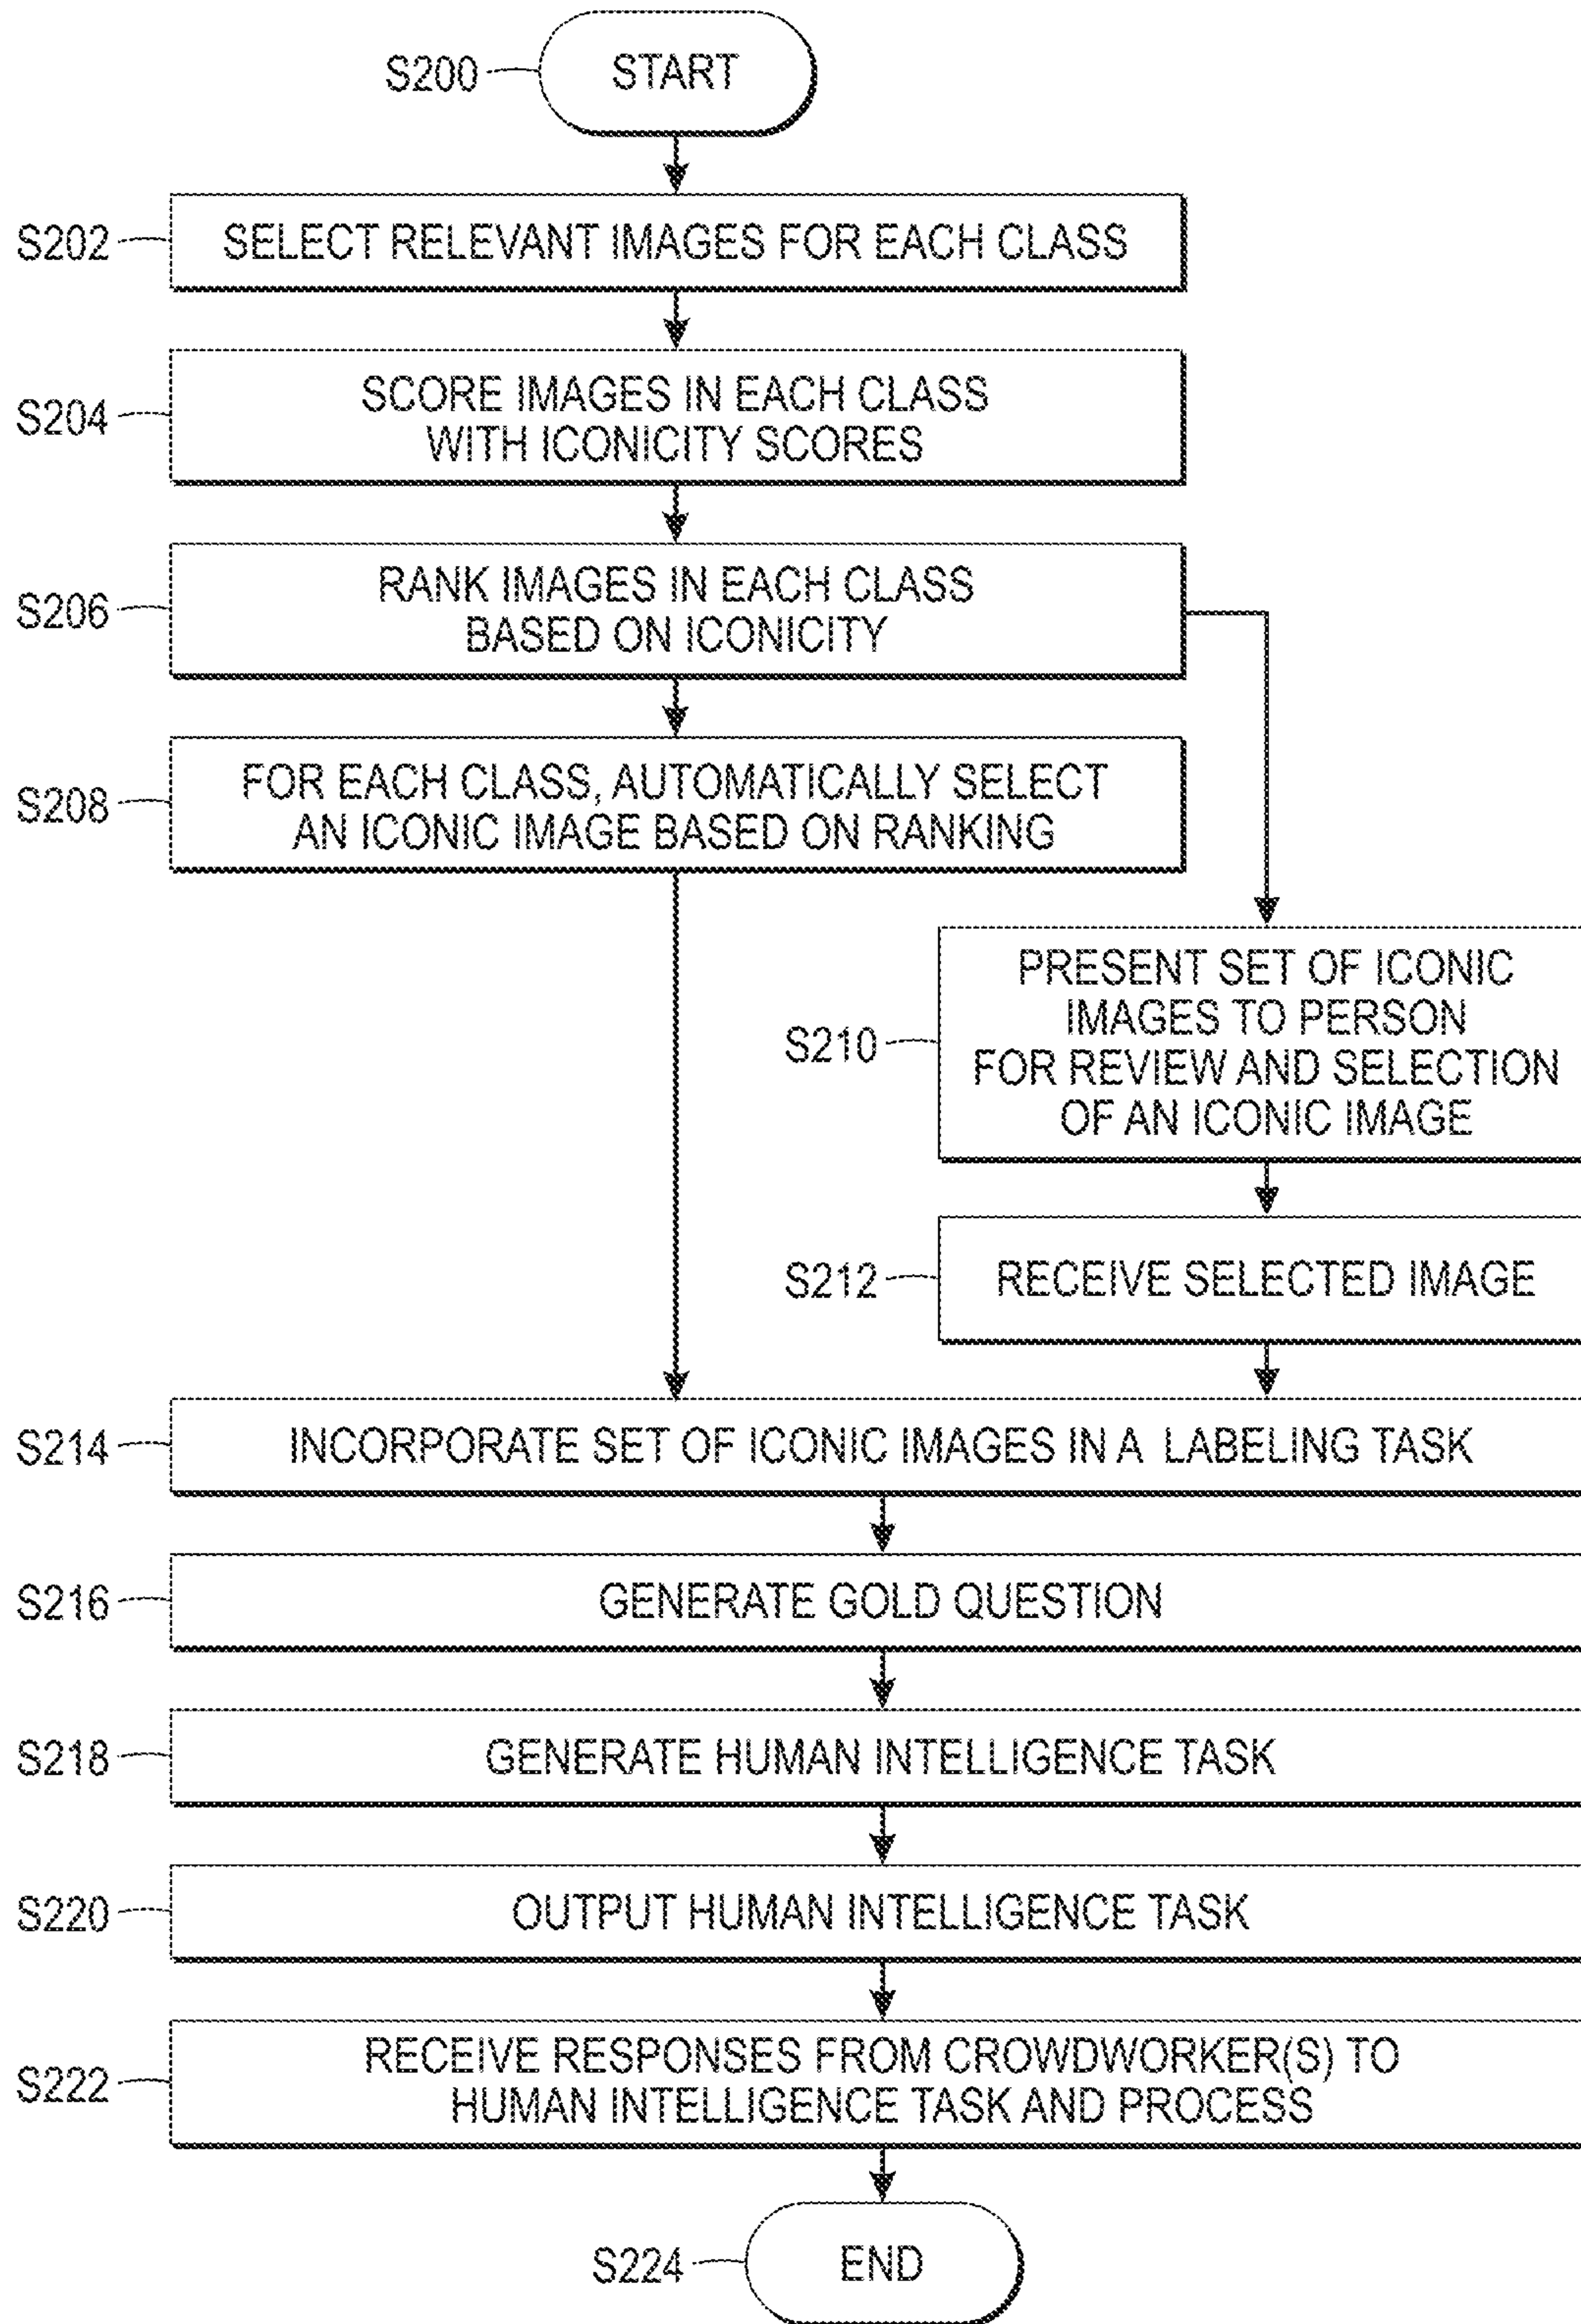 S200
START
S202
SELECT RELEVANT IMAGES FOR EACH CLASS
S204
SCORE IMAGES IN EACH CLASS
WITH ICONICITY SCORES
S206
RANK IMAGES IN EACH CLASS
BASED ON ICONICITY
S208
FOR EACH CLASS, AUTOMATICALLY SELECT
AN ICONIC IMAGE BASED ON RANKING
S210
PRESENT SET OF ICONIC
IMAGES TO PERSON
FOR REVIEW AND SELECTION
OF AN ICONIC IMAGE
S212
RECEIVE SELECTED IMAGE
S214
INCORPORATE SET OF ICONIC IMAGES IN A LABELING TASK
S216
GENERATE GOLD QUESTION
S218
GENERATE HUMAN INTELLIGENCE TASK
S220
OUTPUT HUMAN INTELLIGENCE TASK
S222
RECEIVE RESPONSES FROM CROWDWORKER(S) TO
HUMAN INTELLIGENCE TASK AND PROCESS
S224
END